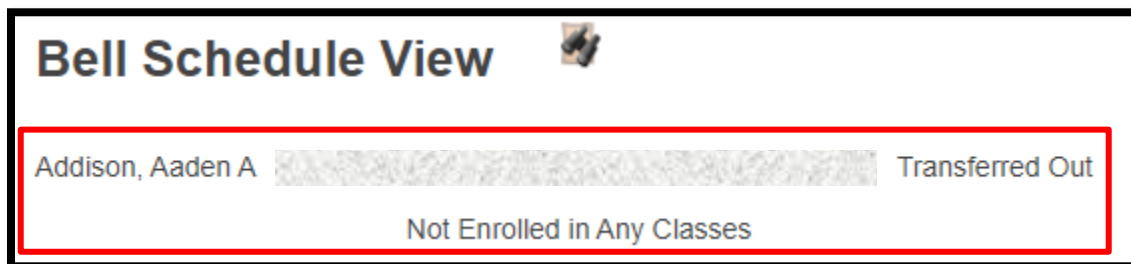 Bell Schedule View
Addison, Aaden A Transferred Out
Not Enrolled in Any Classes